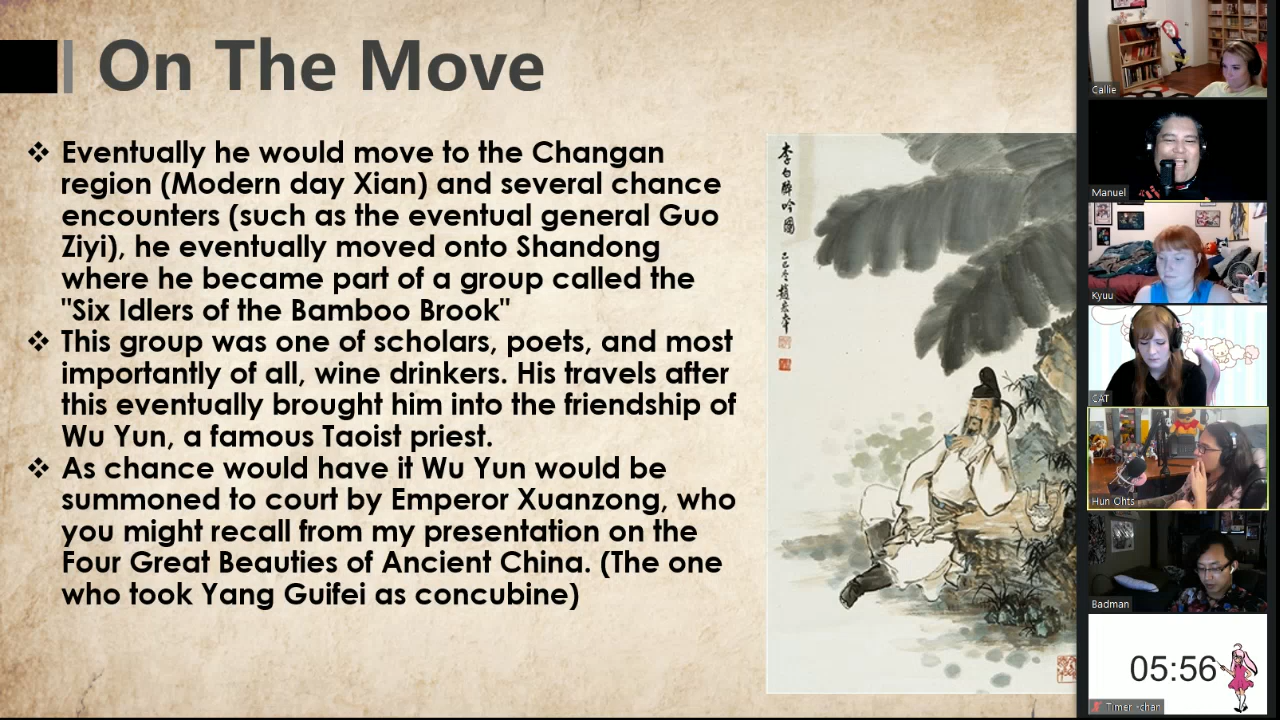 On The Move
❖ Eventually he would move to the Changan
region (Modern day Xian) and several chance
encounters (such as the eventual general Guo
Ziyi), he eventually moved onto Shandong
where he became part of a group called the
"Six Idlers of the Bamboo Brook"
❖ This group was one of scholars, poets, and most
importantly of all, wine drinkers. His travels after
this eventually brought him into the friendship of
Wu Yun, a famous Taoist priest.
❖ As chance would have it Wu Yun would be
summoned to court by Emperor Xuanzong, who
you might recall from my presentation on the
Four Great Beauties of Ancient China. (The one
who took Yang Guifei as concubine)
李白醉吟圖
Callie
Manuel
Kyuu
CAT
Hun Ohts
Badman
05:56
Timer -chan